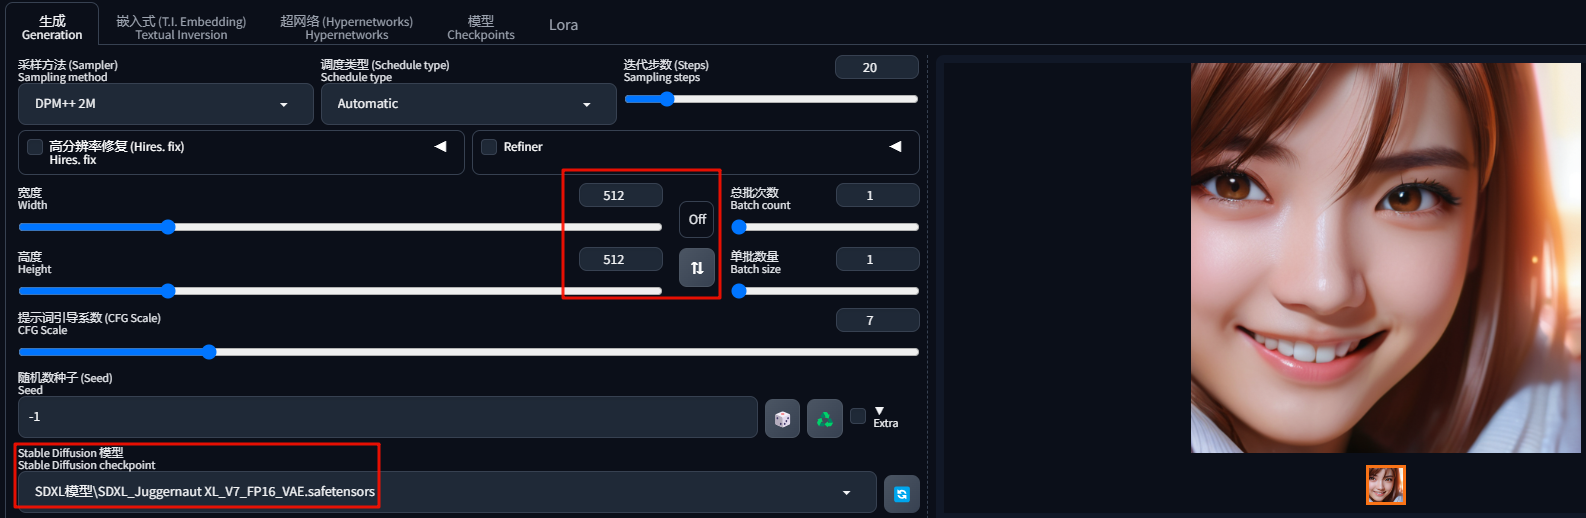 生成
Generation
嵌入式 (T.I. Embedding)
Textual Inversion
超网络 (Hypernetworks)
Hypernetworks
模型
Checkpoints
Lora
采样方法 (Sampler)
Sampling method
DPM++ 2M
调度类型 (Schedule type)
Schedule type
Automatic
迭代步数 (Steps)
Sampling steps
20
高分辨率修复 (Hires. fix)
Hires. fix
Refiner
宽度
Width
512
Off
总批次数
Batch count
1
高度
Height
512
单批数量
Batch size
1
提示词引导系数 (CFG Scale)
CFG Scale
7
随机数种子 (Seed)
Seed
-1
Extra
Stable Diffusion 模型
Stable Diffusion checkpoint
SDXL模型\SDXL_Juggernaut XL_V7_FP16_VAE.safetensors